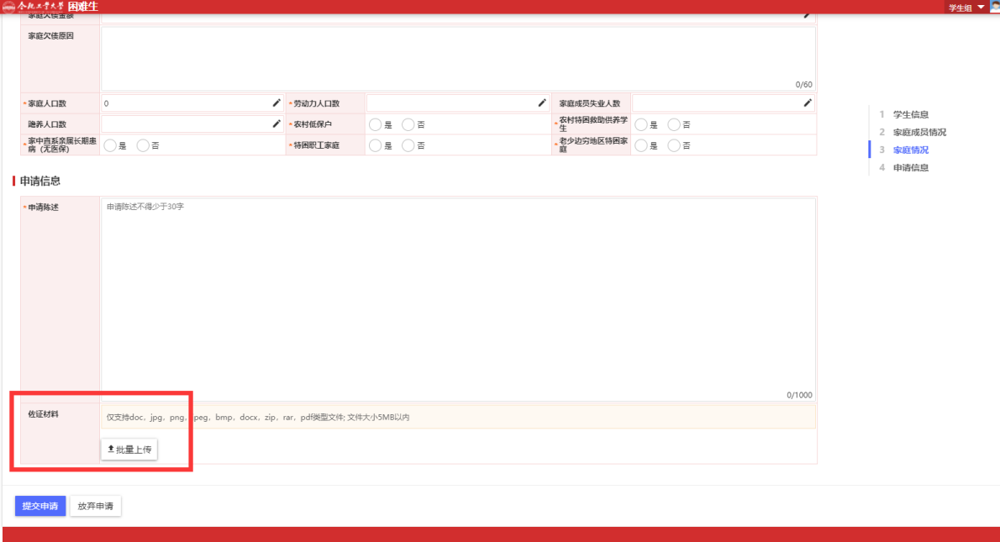 合肥工业大学 困难生 学生组
家庭欠债金额
家庭欠债原因
0/60
*家庭人口数 0 *劳动力人口数 家庭成员失业人数
赡养人口数 *农村低保户 是 否 *农村特困救助供养学生 是 否
*家中直系亲属长期患病（无医保） 是 否 *特困职工家庭 是 否 *老少边穷地区特困家庭 是 否
1 学生信息
2 家庭成员情况
3 家庭情况
4 申请信息
申请信息
*申请陈述 申请陈述不得少于30字
0/1000
佐证材料 仅支持doc, jpg, png, jpeg, bmp, docx, zip, rar, pdf类型文件; 文件大小5MB以内
批量上传
提交申请 放弃申请